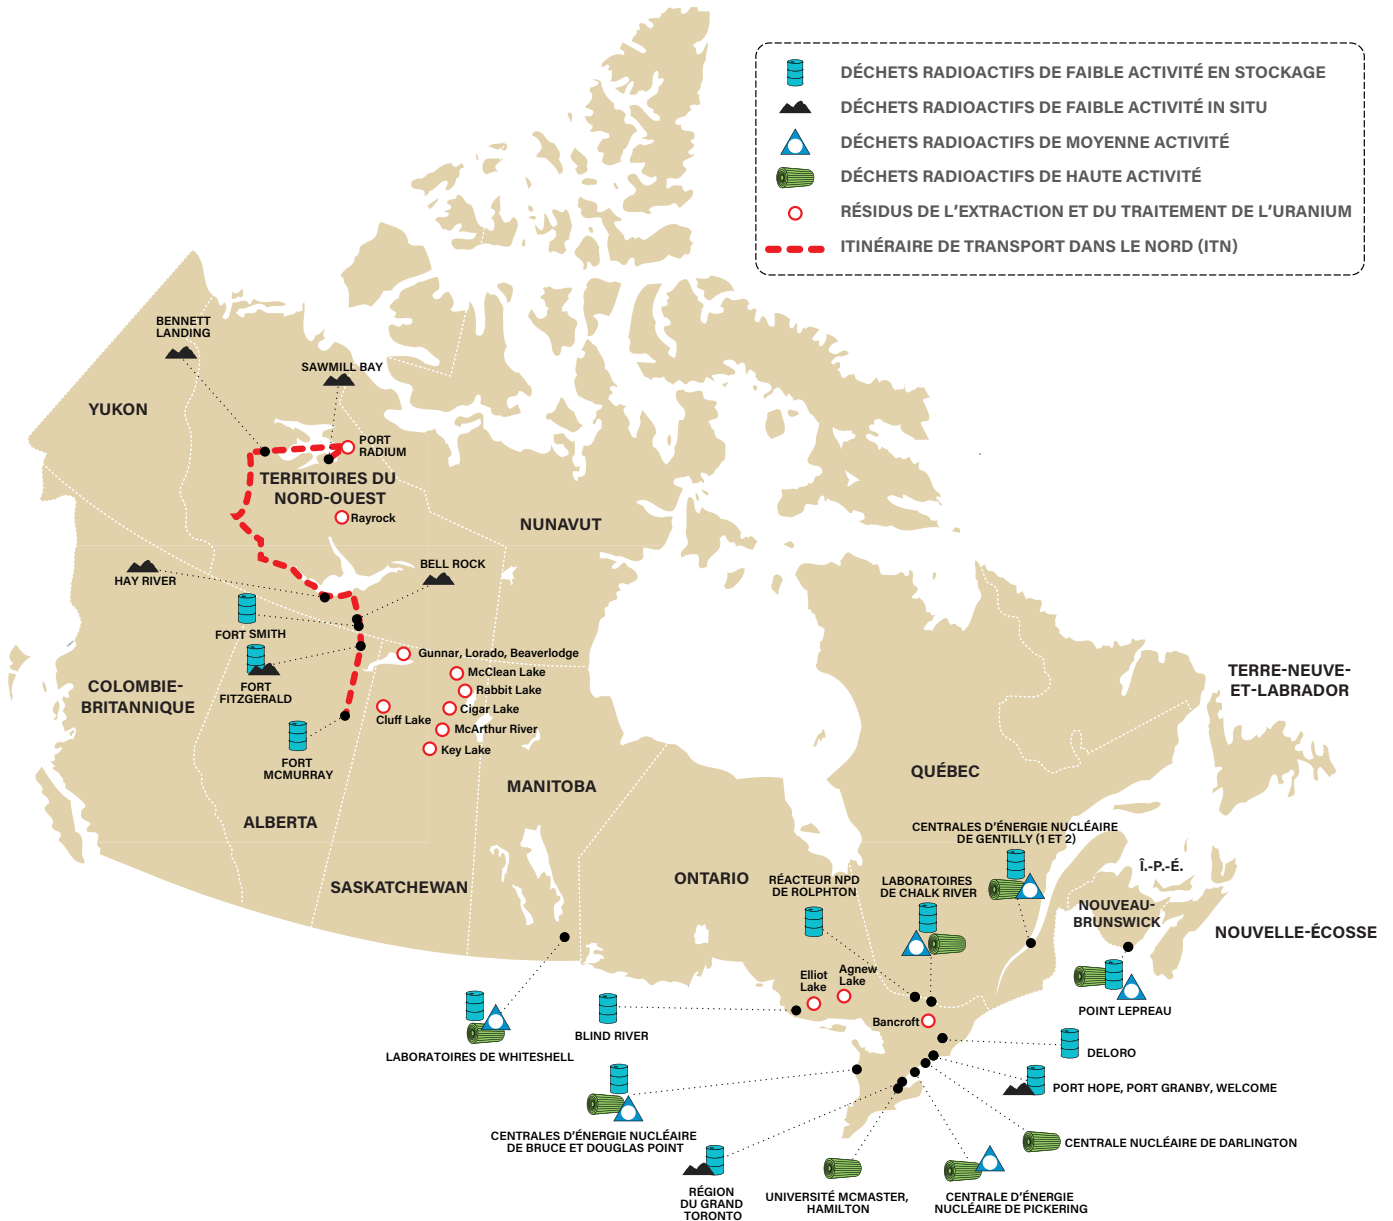 DÉCHETS RADIOACTIFS DE FAIBLE ACTIVITÉ EN STOCKAGE
DÉCHETS RADIOACTIFS DE FAIBLE ACTIVITÉ IN SITU
DÉCHETS RADIOACTIFS DE MOYENNE ACTIVITÉ
DÉCHETS RADIOACTIFS DE HAUTE ACTIVITÉ
RÉSIDUS DE L'EXTRACTION ET DU TRAITEMENT DE L'URANIUM
ITINÉRAIRE DE TRANSPORT DANS LE NORD (ITN)
BENNETT
LANDING
SAWMILL BAY
YUKON
PORT
RADIUM
TERRITOIRES DU
NORD-OUEST
Rayrock
NUNAVUT
HAY RIVER
BELL ROCK
FORT SMITH
FORT
FITZGERALD
Gunnar, Lorado, Beaverlodge
McClean Lake
Rabbit Lake
Cigar Lake
Cluff Lake
McArthur River
Key Lake
COLOMBIE-
BRITANNIQUE
FORT
MCMURRAY
TERRE-NEUVE-
ET-LABRADOR
ALBERTA
MANITOBA
QUÉBEC
SASKATCHEWAN
ONTARIO
CENTRALES D'ÉNERGIE NUCLÉAIRE
DE GENTILLY (1 ET 2)
RÉACTEUR NPD
DE ROLPHTON
LABORATOIRES
DE CHALK RIVER
Î.-P.-É.
NOUVEAU-
BRUNSWICK
NOUVELLE-ÉCOSSE
Elliot
Lake
Agnew
Lake
Bancroft
POINT LEPREAU
BLIND RIVER
LABORATOIRES DE WHITESHELL
DELORO
PORT HOPE, PORT GRANBY, WELCOME
CENTRALES D'ÉNERGIE NUCLÉAIRE
DE BRUCE ET DOUGLAS POINT
CENTRALE NUCLÉAIRE DE DARLINGTON
RÉGION
DU GRAND
TORONTO
UNIVERSITÉ MCMASTER,
HAMILTON
CENTRALE D'ÉNERGIE
NUCLÉAIRE DE PICKERING